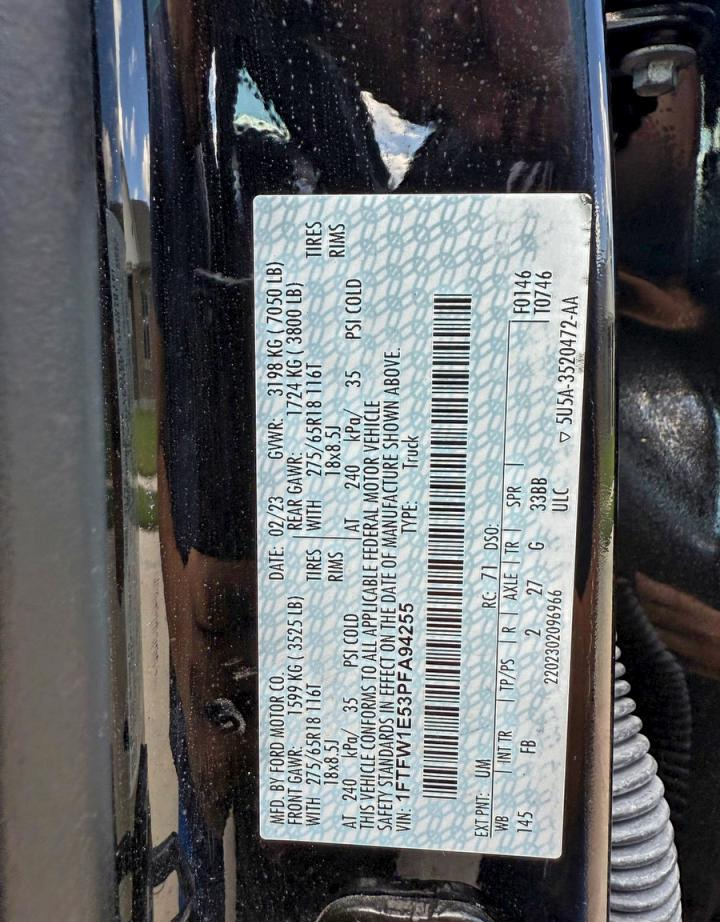 MFD. BY FORD MOTOR CO. DATE: 02/23 GVWR: 3198 KG ( 7050 LB)
FRONT GAWR: 1599 KG ( 3525 LB) REAR GAWR: 1724 KG ( 3800 LB)
WITH 275/65R18 116T TIRES WITH 275/65R18 116T TIRES
18x8.5J RIMS 18x8.5J RIMS
AT 240 kPa/ 35 PSI COLD AT 240 kPa/ 35 PSI COLD
THIS VEHICLE CONFORMS TO ALL APPLICABLE FEDERAL MOTOR VEHICLE
SAFETY STANDARDS IN EFFECT ON THE DATE OF MANUFACTURE SHOWN ABOVE.
VIN: 1FTFW1E53PFA94255 TYPE: Truck
EXT PNT: UM RC: 71 DSO:
WB INT TR TP/PS R AXLE TR SPR F0146
145 FB 2 27 G 33BB T0746
2202302096966 ULC
▽ 5U5A-3520472-AA